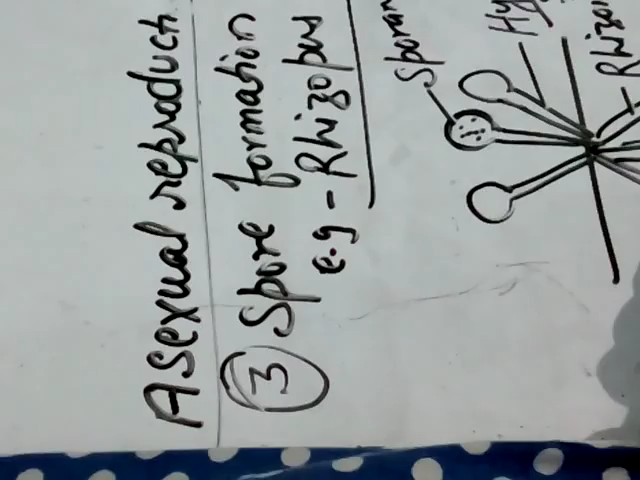 Asexual reproduct
③ Spore formation
e.g - Rhizopus
Sporan
Hy
Rhizo